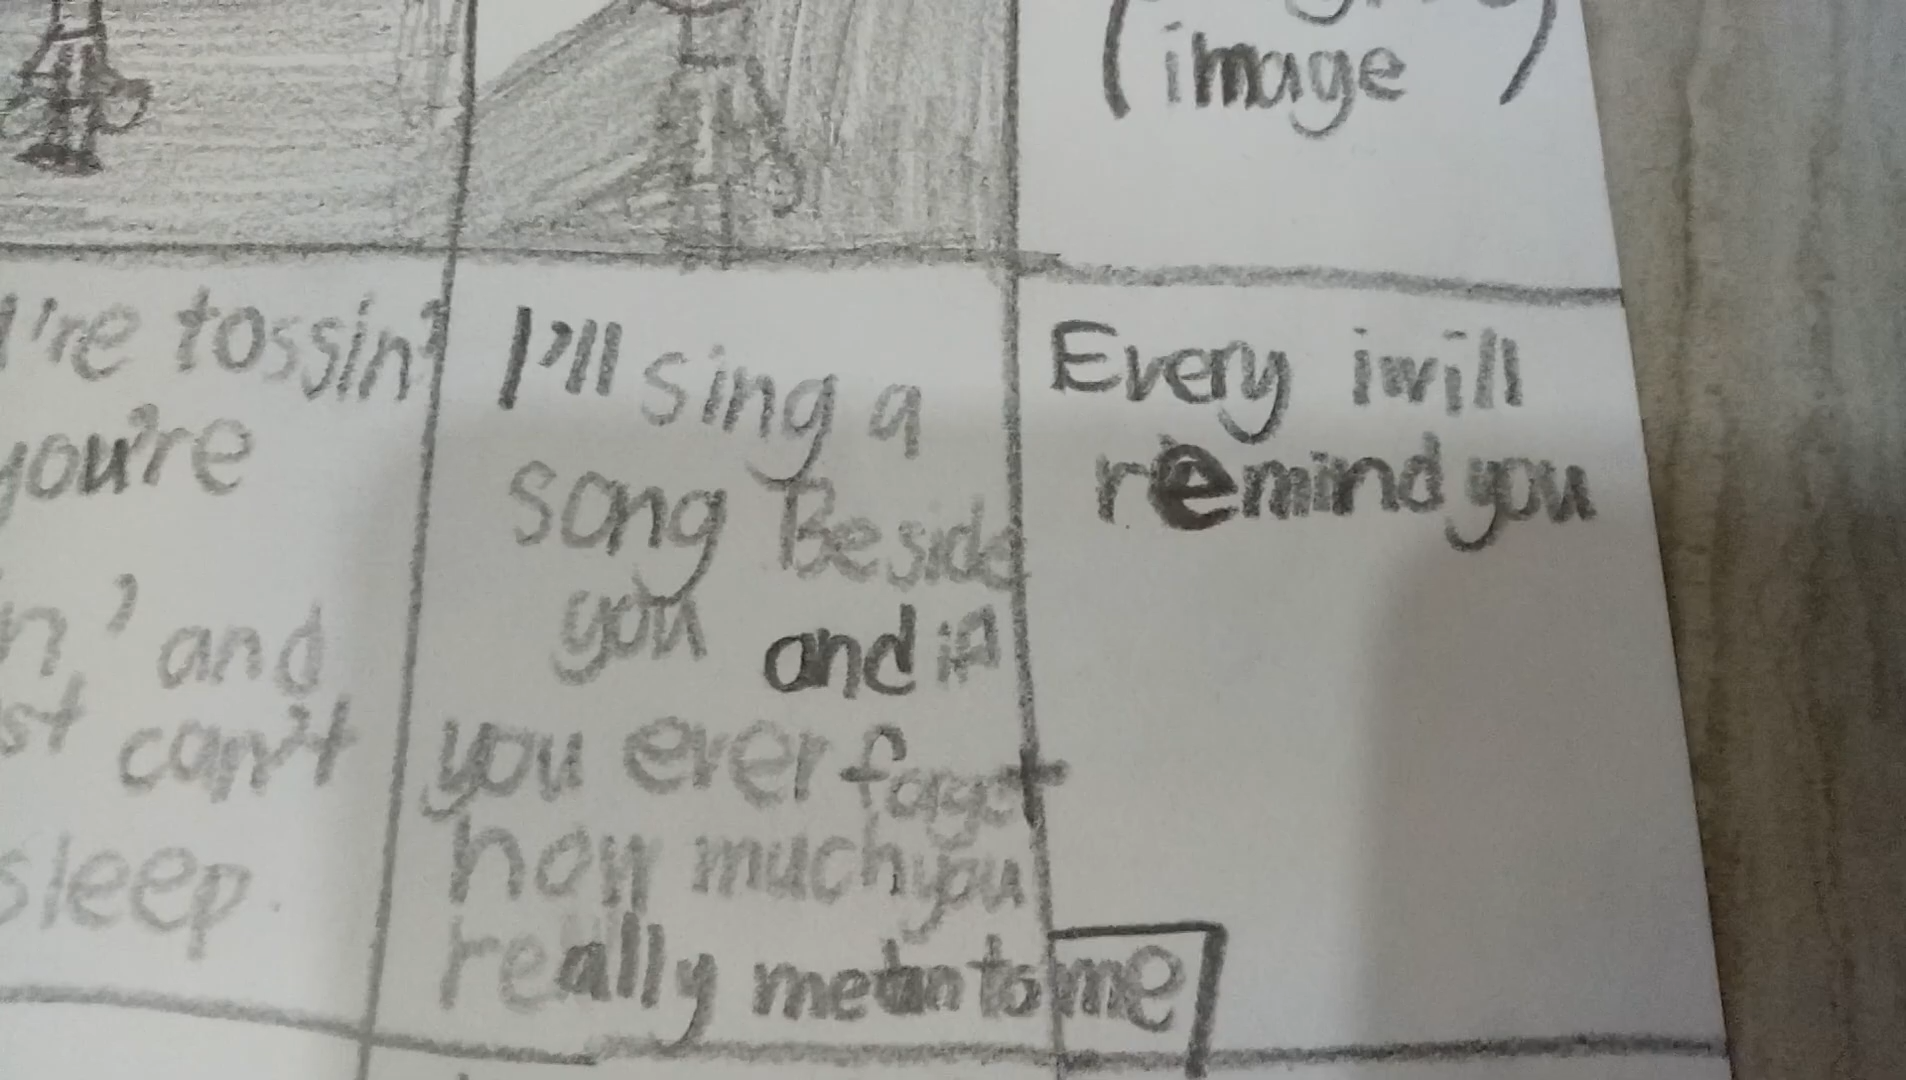 image
're tossin'
you're
n' and
st can't
sleep
I'll sing a
song Beside
you and if
you ever forget
how much you
really mean to me
Every i will
remind you